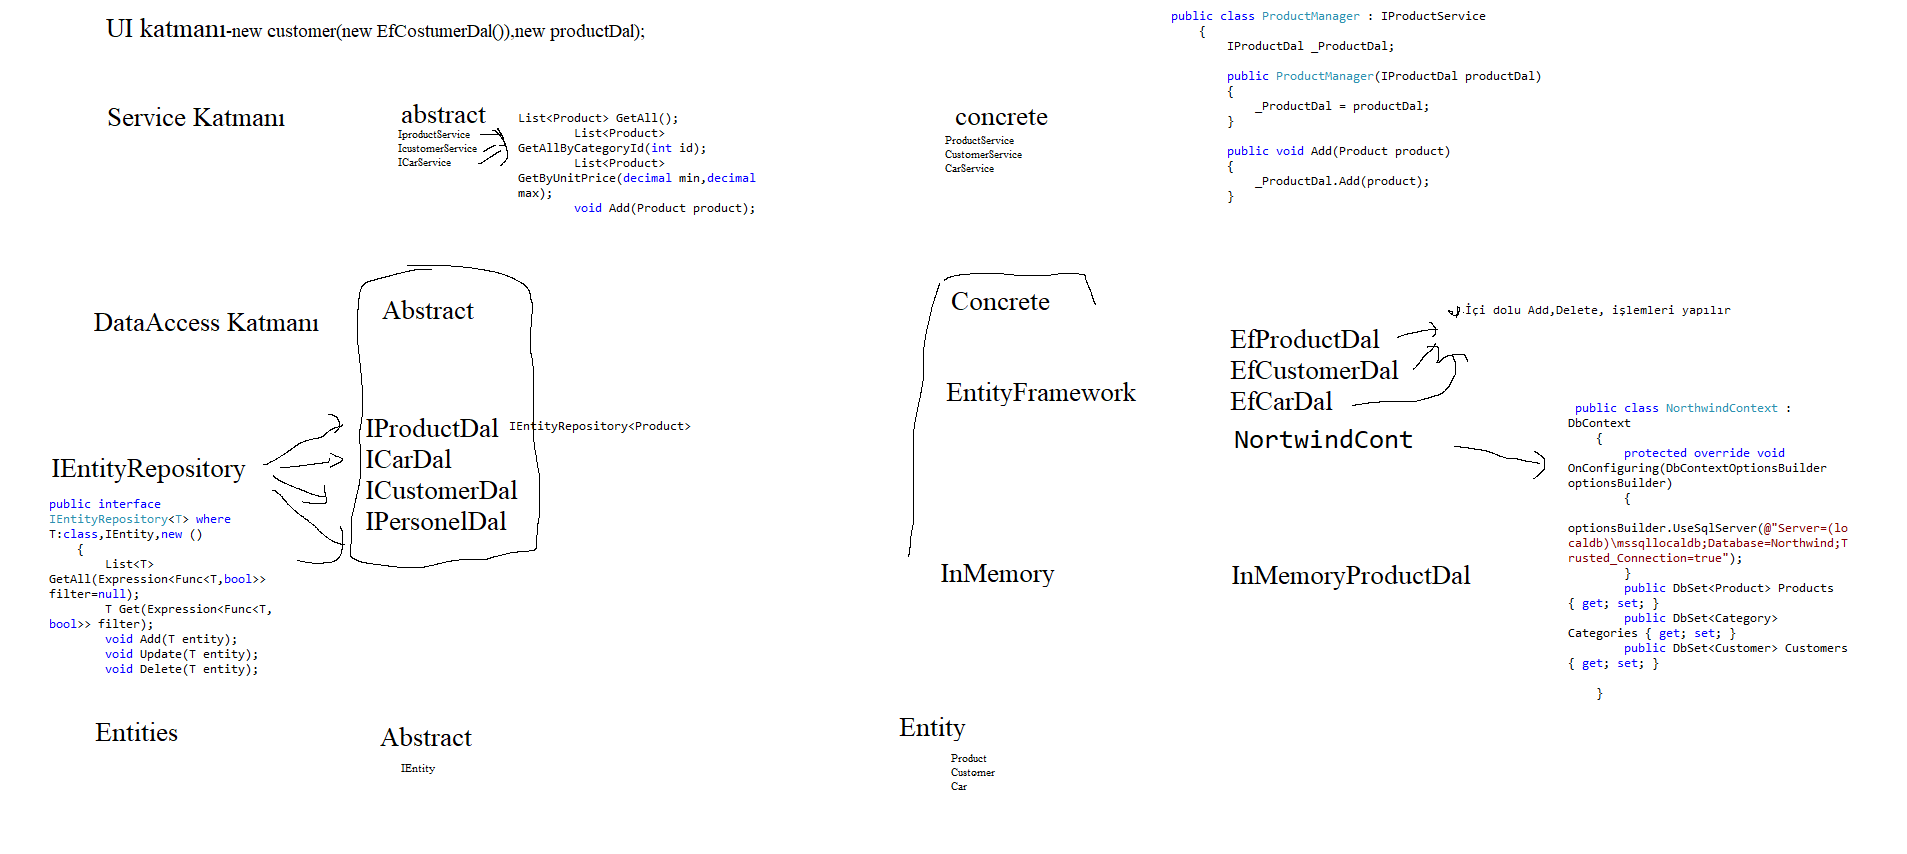 UI katmanı-new customer(new EfCostumerDal()),new productDal);
public class ProductManager : IProductService
{
IProductDal _ProductDal;
public ProductManager(IProductDal productDal)
{
_ProductDal = productDal;
}
public void Add(Product product)
{
_ProductDal.Add(product);
}
Service Katmanı
abstract
IproductService
IcustomerService
ICarService
List<Product> GetAll();
List<Product>
GetAllByCategoryId(int id);
List<Product>
GetByUnitPrice(decimal min,decimal
max);
void Add(Product product);
concrete
ProductService
CustomerService
CarService
DataAccess Katmanı
Abstract
IProductDal IEntityRepository<Product>
ICarDal
ICustomerDal
IPersonelDal
IEntityRepository
public interface
IEntityRepository<T> where
T:class,IEntity,new ()
{
List<T>
GetAll(Expression<Func<T,bool>>
filter=null);
T Get(Expression<Func<T,
bool>> filter);
void Add(T entity);
void Update(T entity);
void Delete(T entity);
Concrete
EntityFramework
InMemory
EfProductDal
EfCustomerDal
EfCarDal
NortwindCont
InMemoryProductDal
.İçi dolu Add,Delete, işlemleri yapılır
public class NorthwindContext :
DbContext
{
protected override void
OnConfiguring(DbContextOptionsBuilder
optionsBuilder)
{
optionsBuilder.UseSqlServer(@"Server=(lo
caldb)\mssqllocaldb;Database=Northwind;T
rusted_Connection=true");
}
public DbSet<Product> Products
{ get; set; }
public DbSet<Category>
Categories { get; set; }
public DbSet<Customer> Customers
{ get; set; }
}
Entities
Abstract
IEntity
Entity
Product
Customer
Car